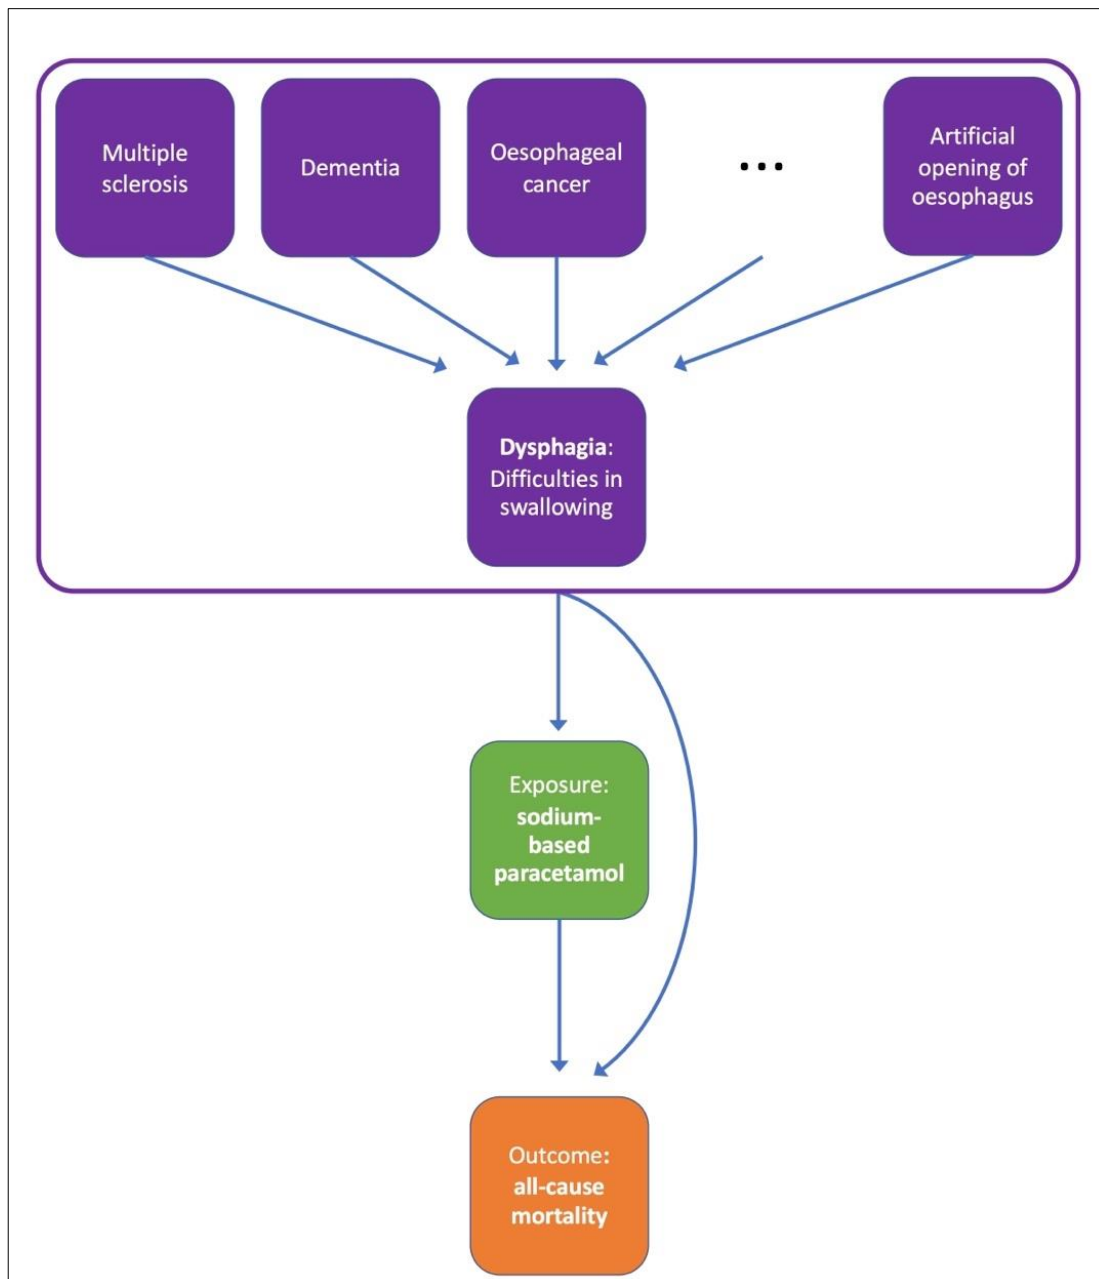 Multiple
sclerosis
Dementia
Oesophageal
cancer
...
Artificial
opening of
oesophagus
Dysphagia:
Difficulties in
swallowing
Exposure:
sodium-
based
paracetamol
Outcome:
all-cause
mortality